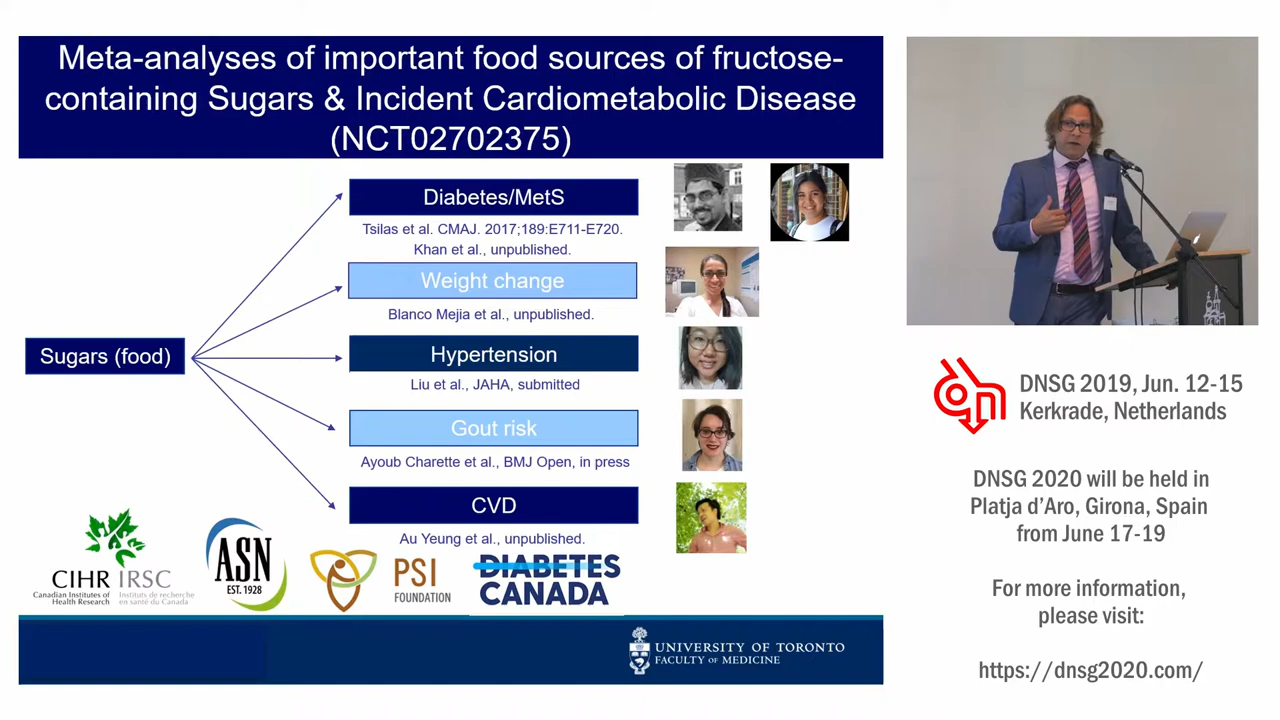 Meta-analyses of important food sources of fructose-
containing Sugars & Incident Cardiometabolic Disease
(NCT02702375)
Diabetes/MetS
Tsilas et al. CMAJ. 2017;189:E711-E720.
Khan et al., unpublished.
Weight change
Blanco Mejia et al., unpublished.
Sugars (food)
Hypertension
Liu et al., JAHA, submitted
Gout risk
Ayoub Charette et al., BMJ Open, in press
CVD
Au Yeung et al., unpublished.
CIHR IRSC
Canadian Institutes of
Health Research
Instituts de recherche
en santé du Canada
ASN
EST. 1928
PSI
FOUNDATION
DIABETES
CANADA
UNIVERSITY OF TORONTO
FACULTY OF MEDICINE
DNSG 2019, Jun. 12-15
Kerkrade, Netherlands
DNSG 2020 will be held in
Platja d'Aro, Girona, Spain
from June 17-19
For more information,
please visit:
https://dnsg2020.com/